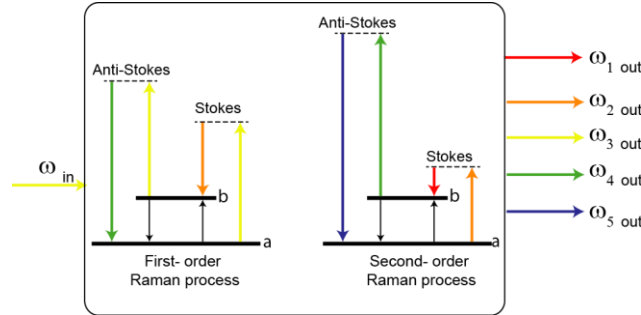 Anti-Stokes
Anti-Stokes
Stokes
Stokes
ω in
b
b
a
a
First- order
Raman process
Second- order
Raman process
ω1 out
ω2 out
ω3 out
ω4 out
ω5 out